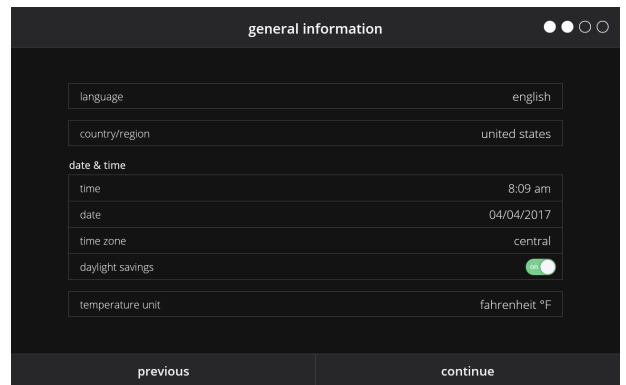 general information
language english
country/region united states
date & time
time 8:09 am
date 04/04/2017
time zone central
daylight savings on
temperature unit fahrenheit °F
previous continue